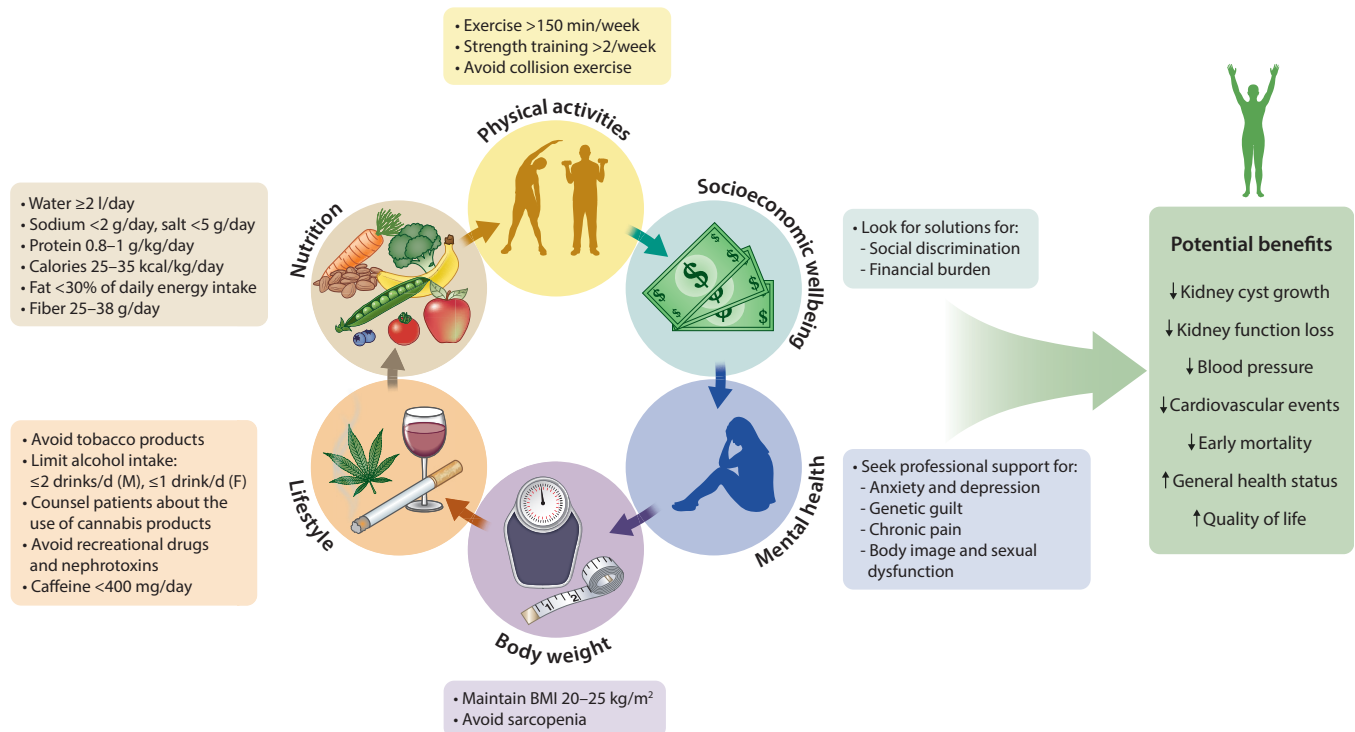 • Exercise >150 min/week
• Strength training >2/week
• Avoid collision exercise
Physical activities
Nutrition
• Water ≥2 l/day
• Sodium <2 g/day, salt <5 g/day
• Protein 0.8–1 g/kg/day
• Calories 25–35 kcal/kg/day
• Fat <30% of daily energy intake
• Fiber 25–38 g/day
Socioeconomic wellbeing
$ $ $ $ $ $ $
• Look for solutions for:
- Social discrimination
- Financial burden
Lifestyle
• Avoid tobacco products
• Limit alcohol intake:
≤2 drinks/d (M), ≤1 drink/d (F)
• Counsel patients about the
use of cannabis products
• Avoid recreational drugs
and nephrotoxins
• Caffeine <400 mg/day
Mental health
• Seek professional support for:
- Anxiety and depression
- Genetic guilt
- Chronic pain
- Body image and sexual
dysfunction
1 2
Body weight
• Maintain BMI 20–25 kg/m²
• Avoid sarcopenia
Potential benefits
↓ Kidney cyst growth
↓ Kidney function loss
↓ Blood pressure
↓ Cardiovascular events
↓ Early mortality
↑ General health status
↑ Quality of life